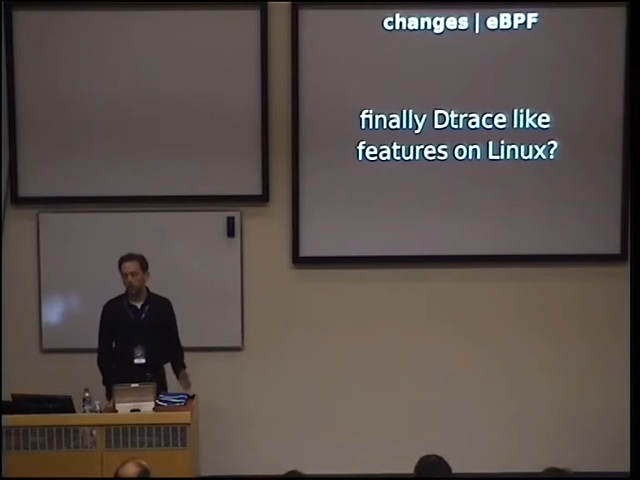 changes | eBPF
finally Dtrace like
features on Linux?